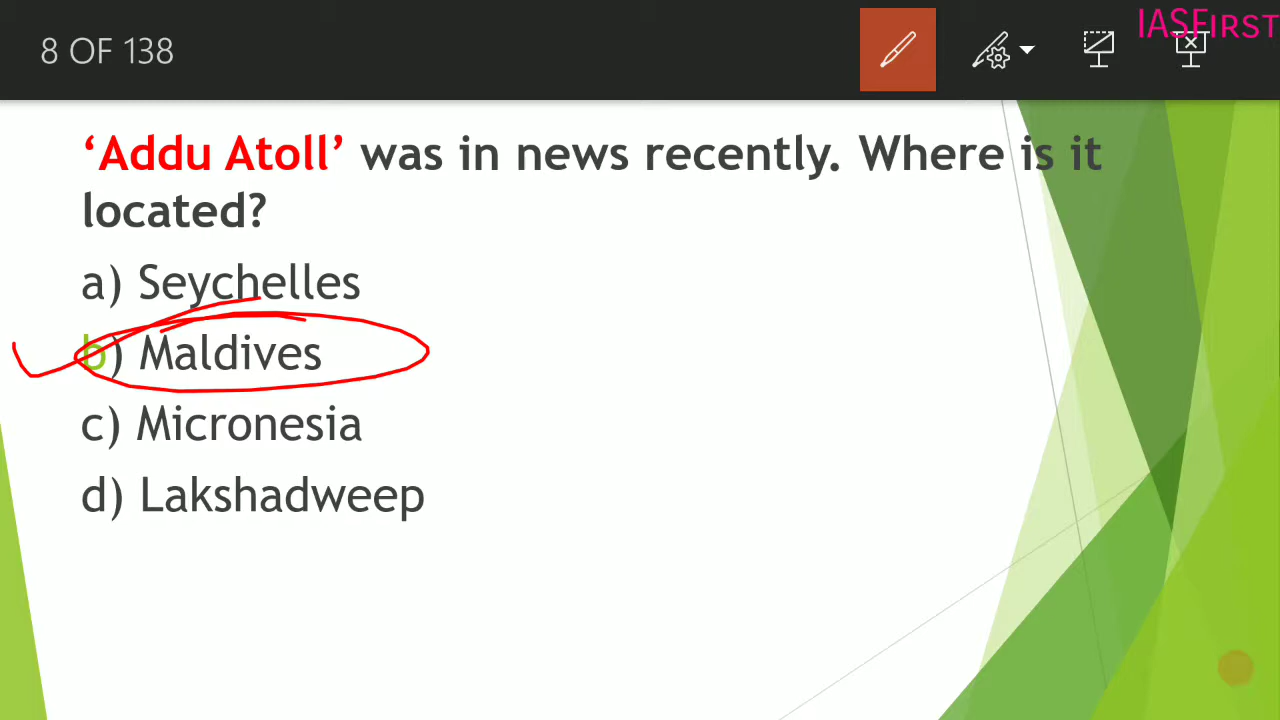 8 OF 138
IASFIRST
‘Addu Atoll’ was in news recently. Where is it
located?
a) Seychelles
b) Maldives
c) Micronesia
d) Lakshadweep